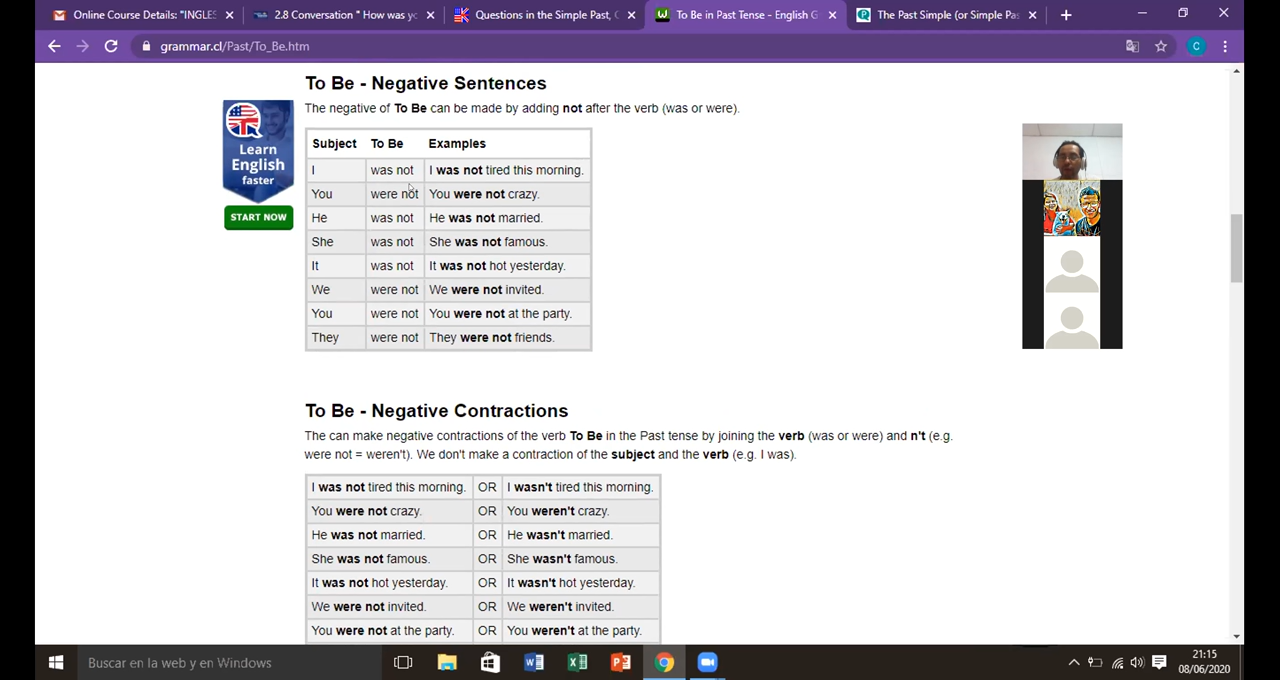 Online Course Details: "INGLES
2.8 Conversation " How was yo
Questions in the Simple Past, C
To Be in Past Tense - English G
The Past Simple (or Simple Pas
grammar.cl/Past/To_Be.htm
C
To Be - Negative Sentences
The negative of To Be can be made by adding not after the verb (was or were).
Learn
English
faster
START NOW
Subject To Be Examples
I was not I was not tired this morning.
You were not You were not crazy.
He was not He was not married.
She was not She was not famous.
It was not It was not hot yesterday.
We were not We were not invited.
You were not You were not at the party.
They were not They were not friends.
To Be - Negative Contractions
The can make negative contractions of the verb To Be in the Past tense by joining the verb (was or were) and n't (e.g.
were not = weren't). We don't make a contraction of the subject and the verb (e.g. I was).
I was not tired this morning. OR I wasn't tired this morning.
You were not crazy. OR You weren't crazy.
He was not married. OR He wasn't married.
She was not famous. OR She wasn't famous.
It was not hot yesterday. OR It wasn't hot yesterday.
We were not invited. OR We weren't invited.
You were not at the party. OR You weren't at the party.
Buscar en la web y en Windows
21:15
08/06/2020